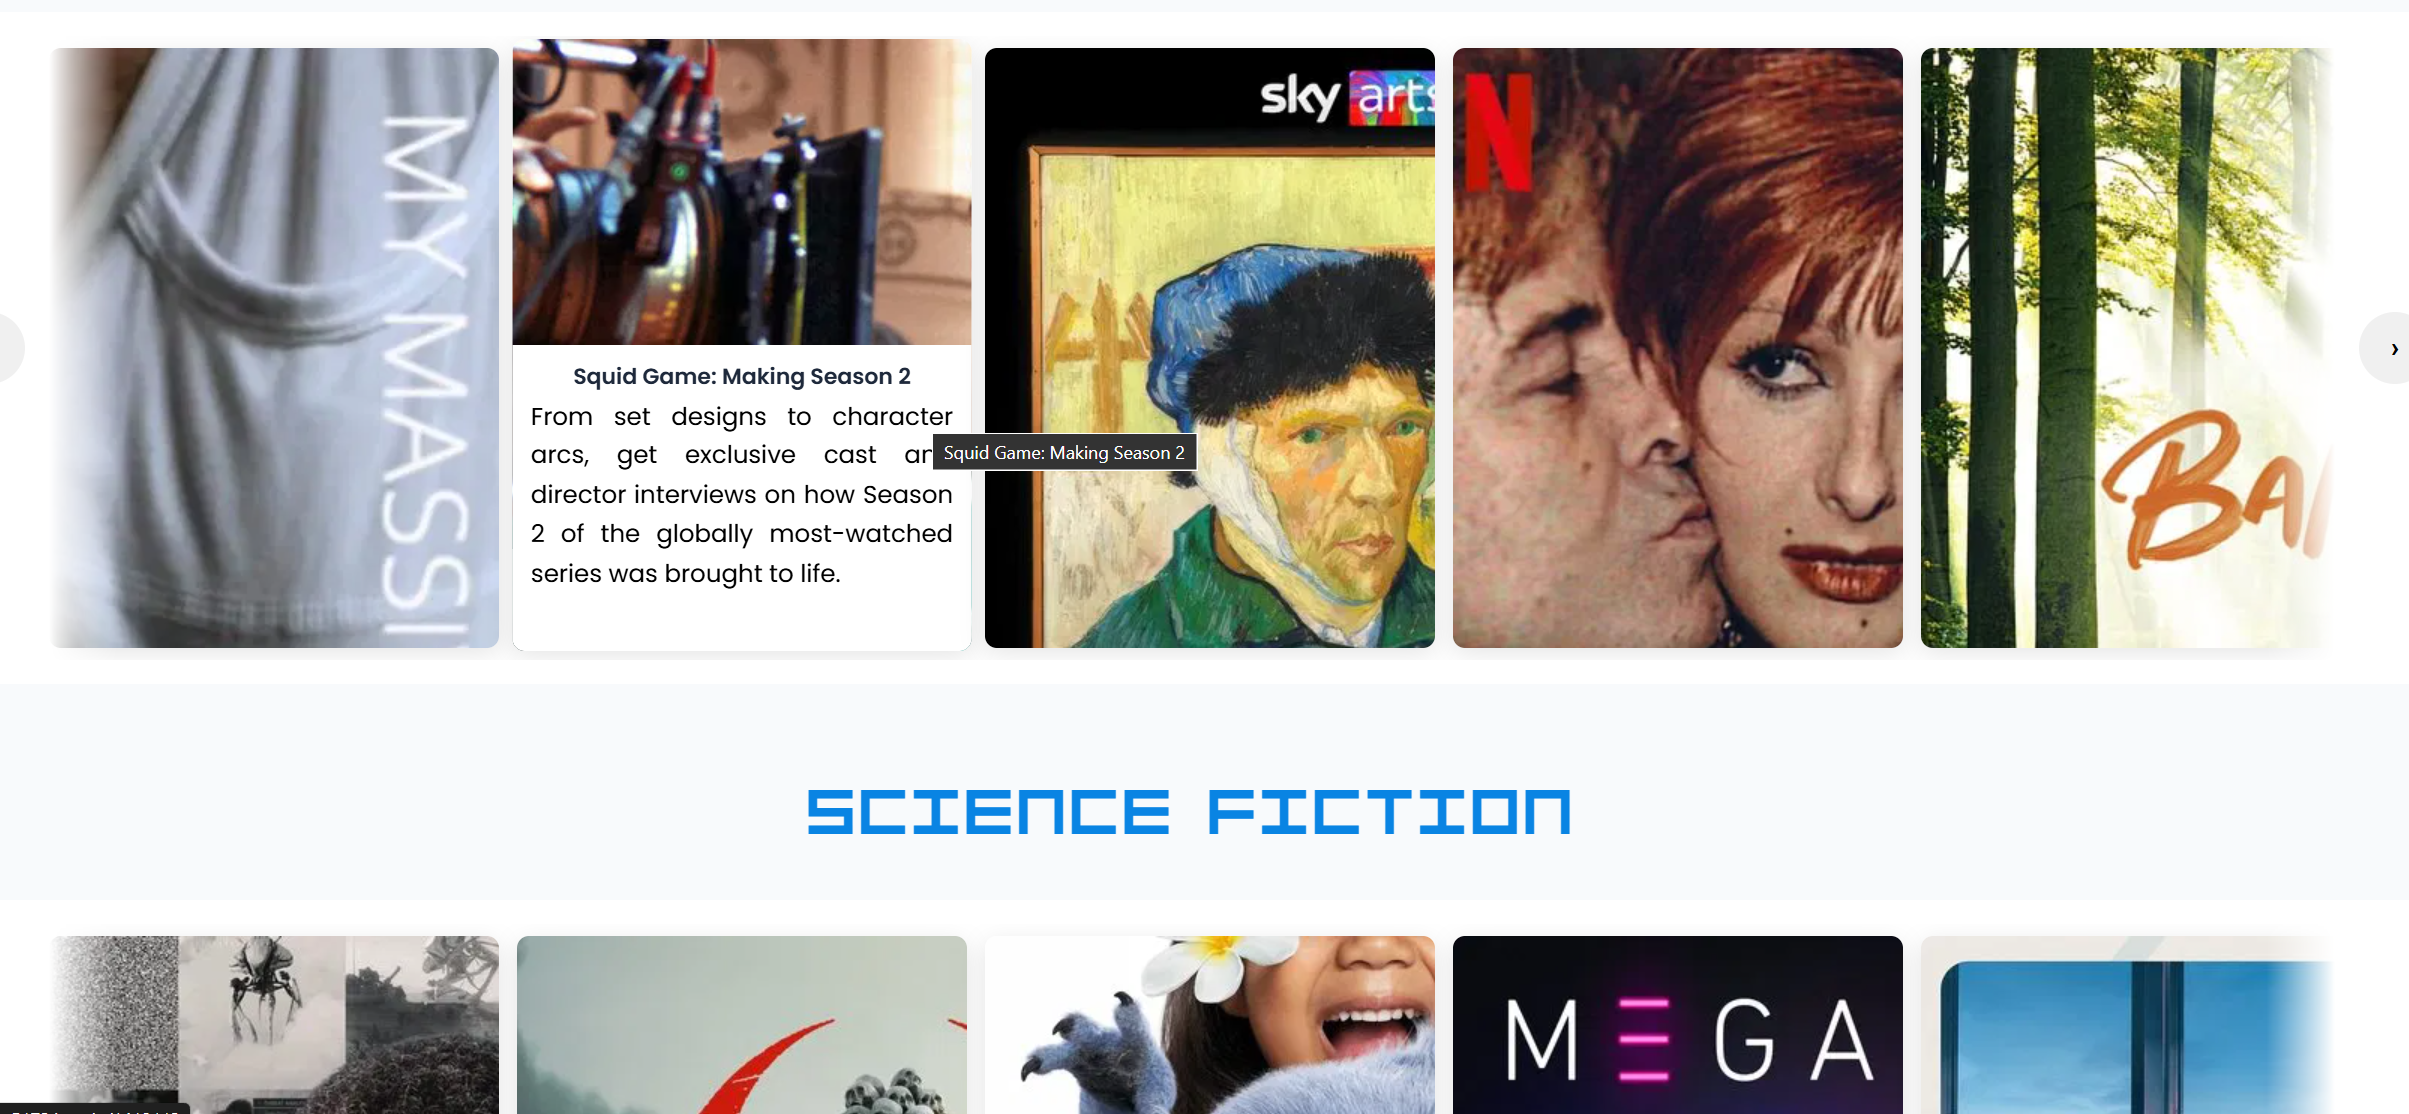 MY MASSI
sky arts
N
Squid Game: Making Season 2
From set designs to character
arcs, get exclusive cast an
Squid Game: Making Season 2
director interviews on how Season
2 of the globally most-watched
series was brought to life.
BA
›
SCIENCE FICTION
MEGA